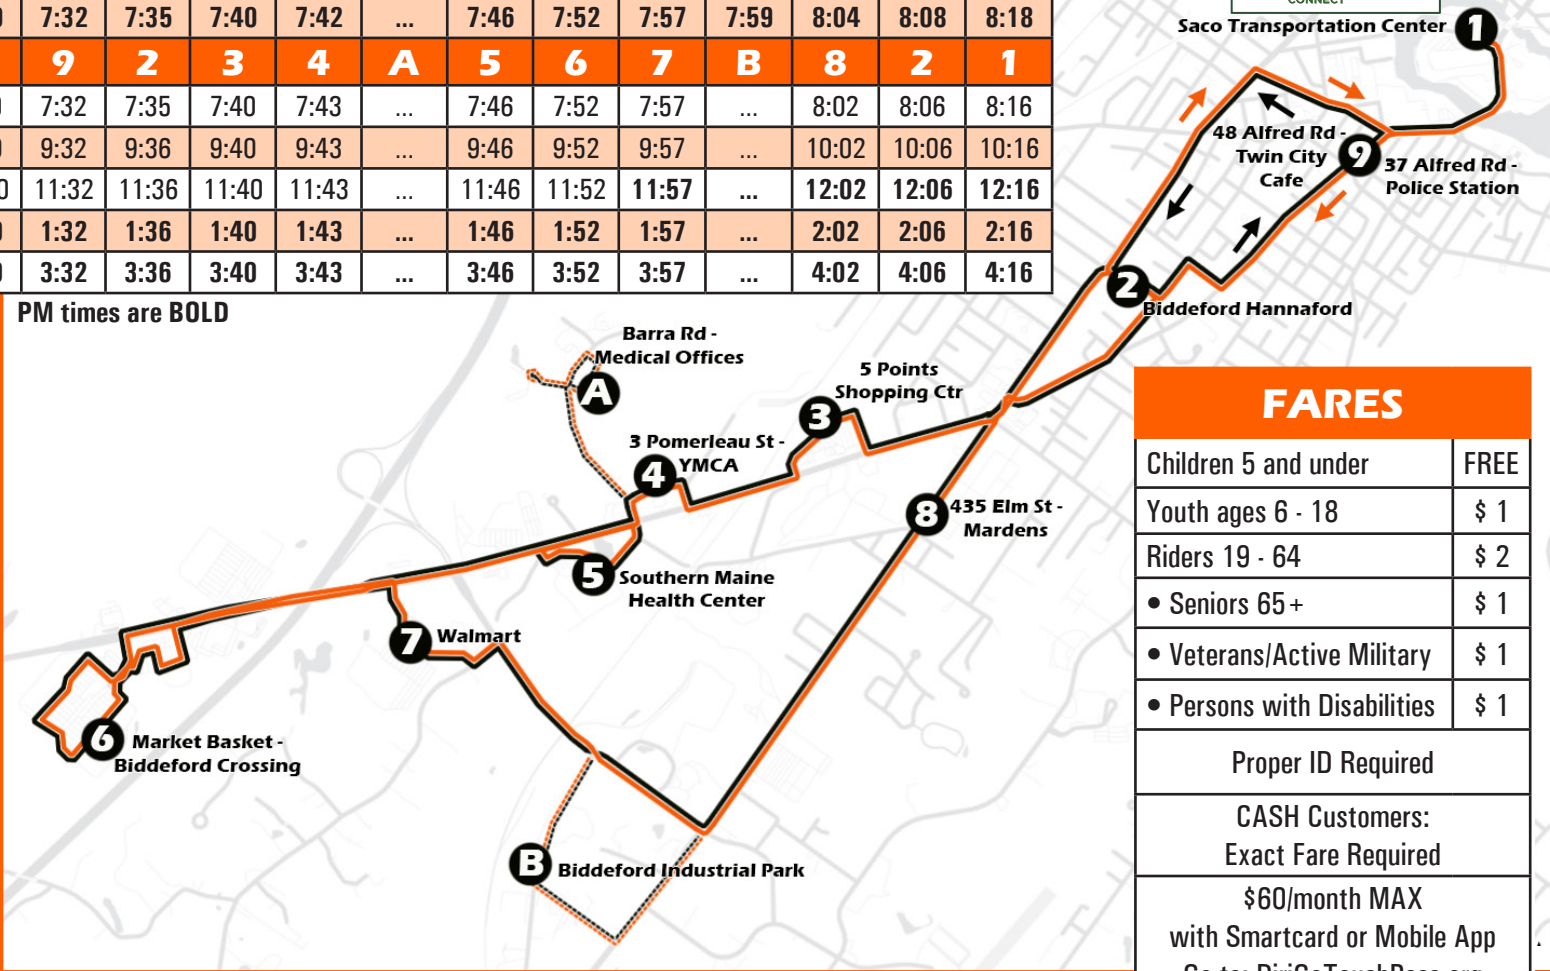 7:32 7:35 7:40 7:42 ... 7:46 7:52 7:57 7:59 8:04 8:08 8:18
9 2 3 4 A 5 6 7 B 8 2 1
7:32 7:35 7:40 7:43 ... 7:46 7:52 7:57 ... 8:02 8:06 8:16
9:32 9:36 9:40 9:43 ... 9:46 9:52 9:57 ... 10:02 10:06 10:16
11:32 11:36 11:40 11:43 ... 11:46 11:52 11:57 ... 12:02 12:06 12:16
1:32 1:36 1:40 1:43 ... 1:46 1:52 1:57 ... 2:02 2:06 2:16
3:32 3:36 3:40 3:43 ... 3:46 3:52 3:57 ... 4:02 4:06 4:16
PM times are BOLD
CONNECT
Saco Transportation Center
1
48 Alfred Rd -
Twin City
Cafe
9
37 Alfred Rd -
Police Station
2
Biddeford Hannaford
Barra Rd -
Medical Offices
A
5 Points
Shopping Ctr
3
3 Pomerleau St -
YMCA
4
8
435 Elm St -
Mardens
5
Southern Maine
Health Center
7
Walmart
6
Market Basket -
Biddeford Crossing
B
Biddeford Industrial Park
FARES
Children 5 and under FREE
Youth ages 6 - 18 $ 1
Riders 19 - 64 $ 2
• Seniors 65+ $ 1
• Veterans/Active Military $ 1
• Persons with Disabilities $ 1
Proper ID Required
CASH Customers:
Exact Fare Required
$60/month MAX
with Smartcard or Mobile App
Go to: DiriGoTouchPass.org